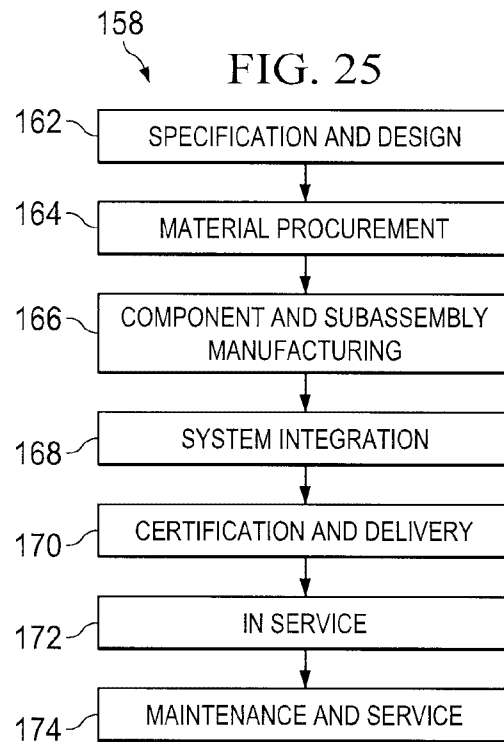 158
FIG. 25
162 SPECIFICATION AND DESIGN
164 MATERIAL PROCUREMENT
166 COMPONENT AND SUBASSEMBLY
MANUFACTURING
168 SYSTEM INTEGRATION
170 CERTIFICATION AND DELIVERY
172 IN SERVICE
174 MAINTENANCE AND SERVICE